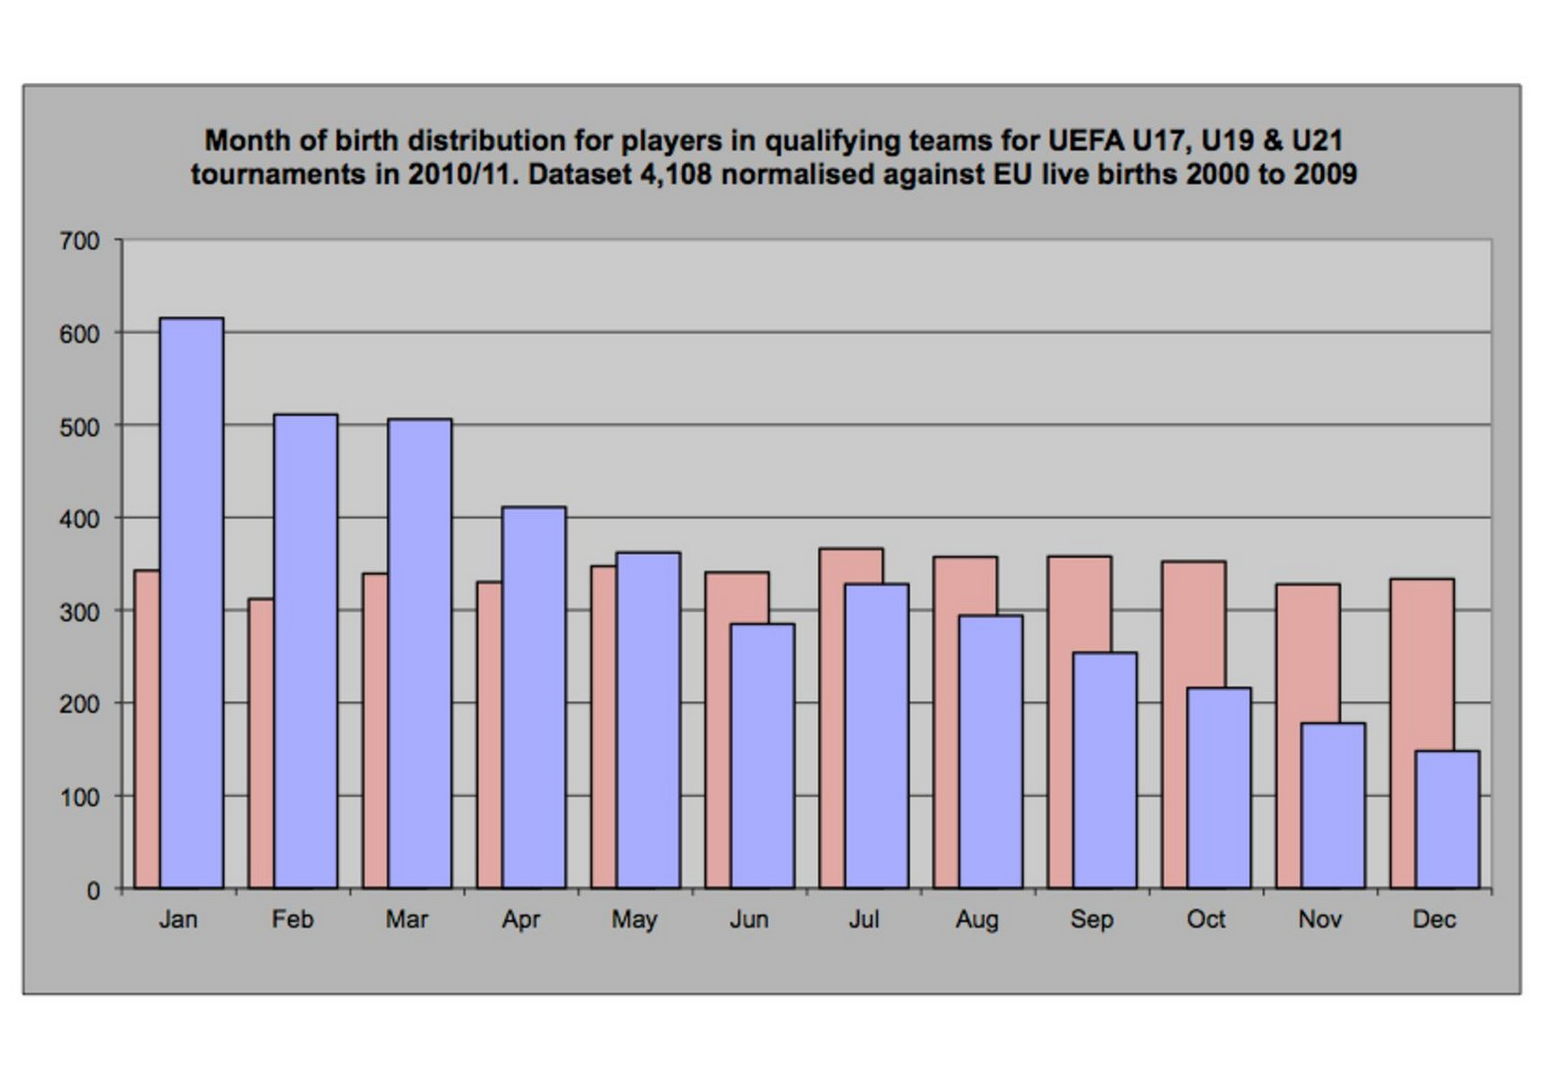 Month of birth distribution for players in qualifying teams for UEFA U17, U19 & U21
tournaments in 2010/11. Dataset 4,108 normalised against EU live births 2000 to 2009
700
600
500
400
300
200
100
0
Jan Feb Mar Apr May Jun Jul Aug Sep Oct Nov Dec